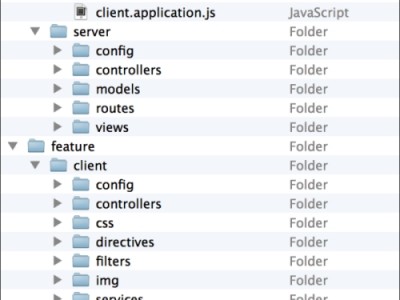 client.application.js JavaScript
server Folder
config Folder
controllers Folder
models Folder
routes Folder
views Folder
feature Folder
client Folder
config Folder
controllers Folder
css Folder
directives Folder
filters Folder
img Folder
services Folder